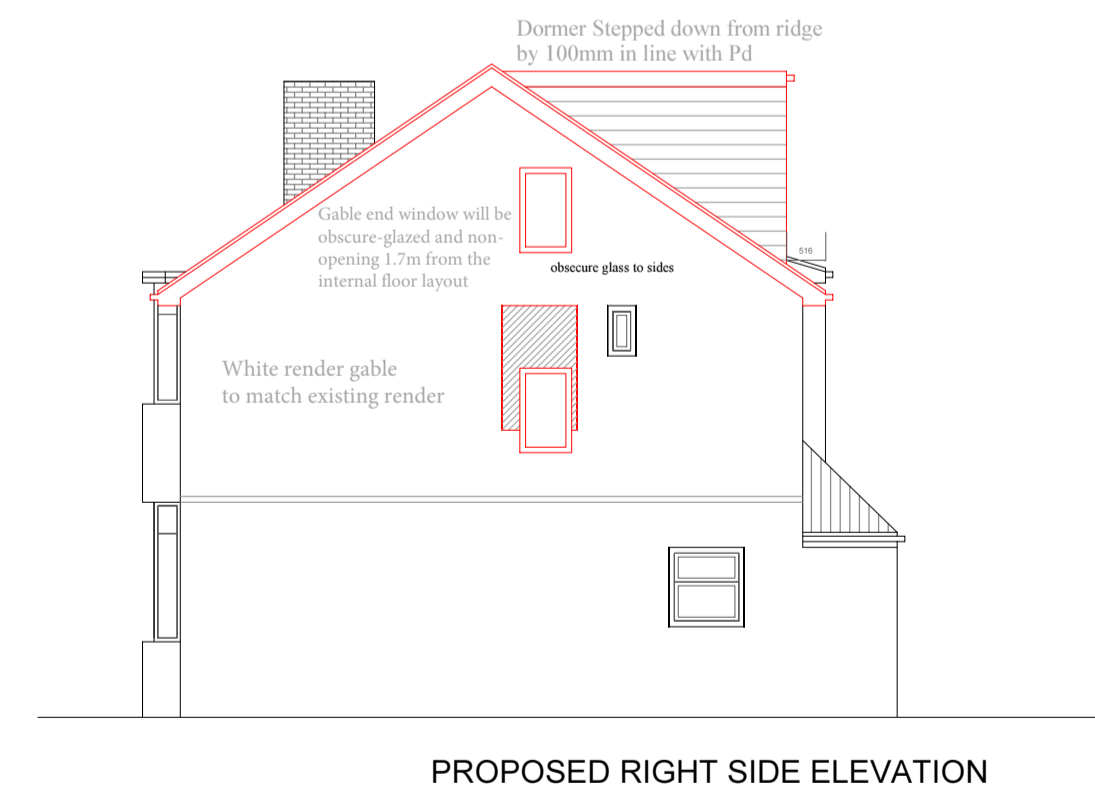 Dormer Stepped down from ridge
by 100mm in line with Pd
Gable end window will be
obscure-glazed and non-
opening 1.7m from the
internal floor layout
516
obsecure glass to sides
White render gable
to match existing render
PROPOSED RIGHT SIDE ELEVATION